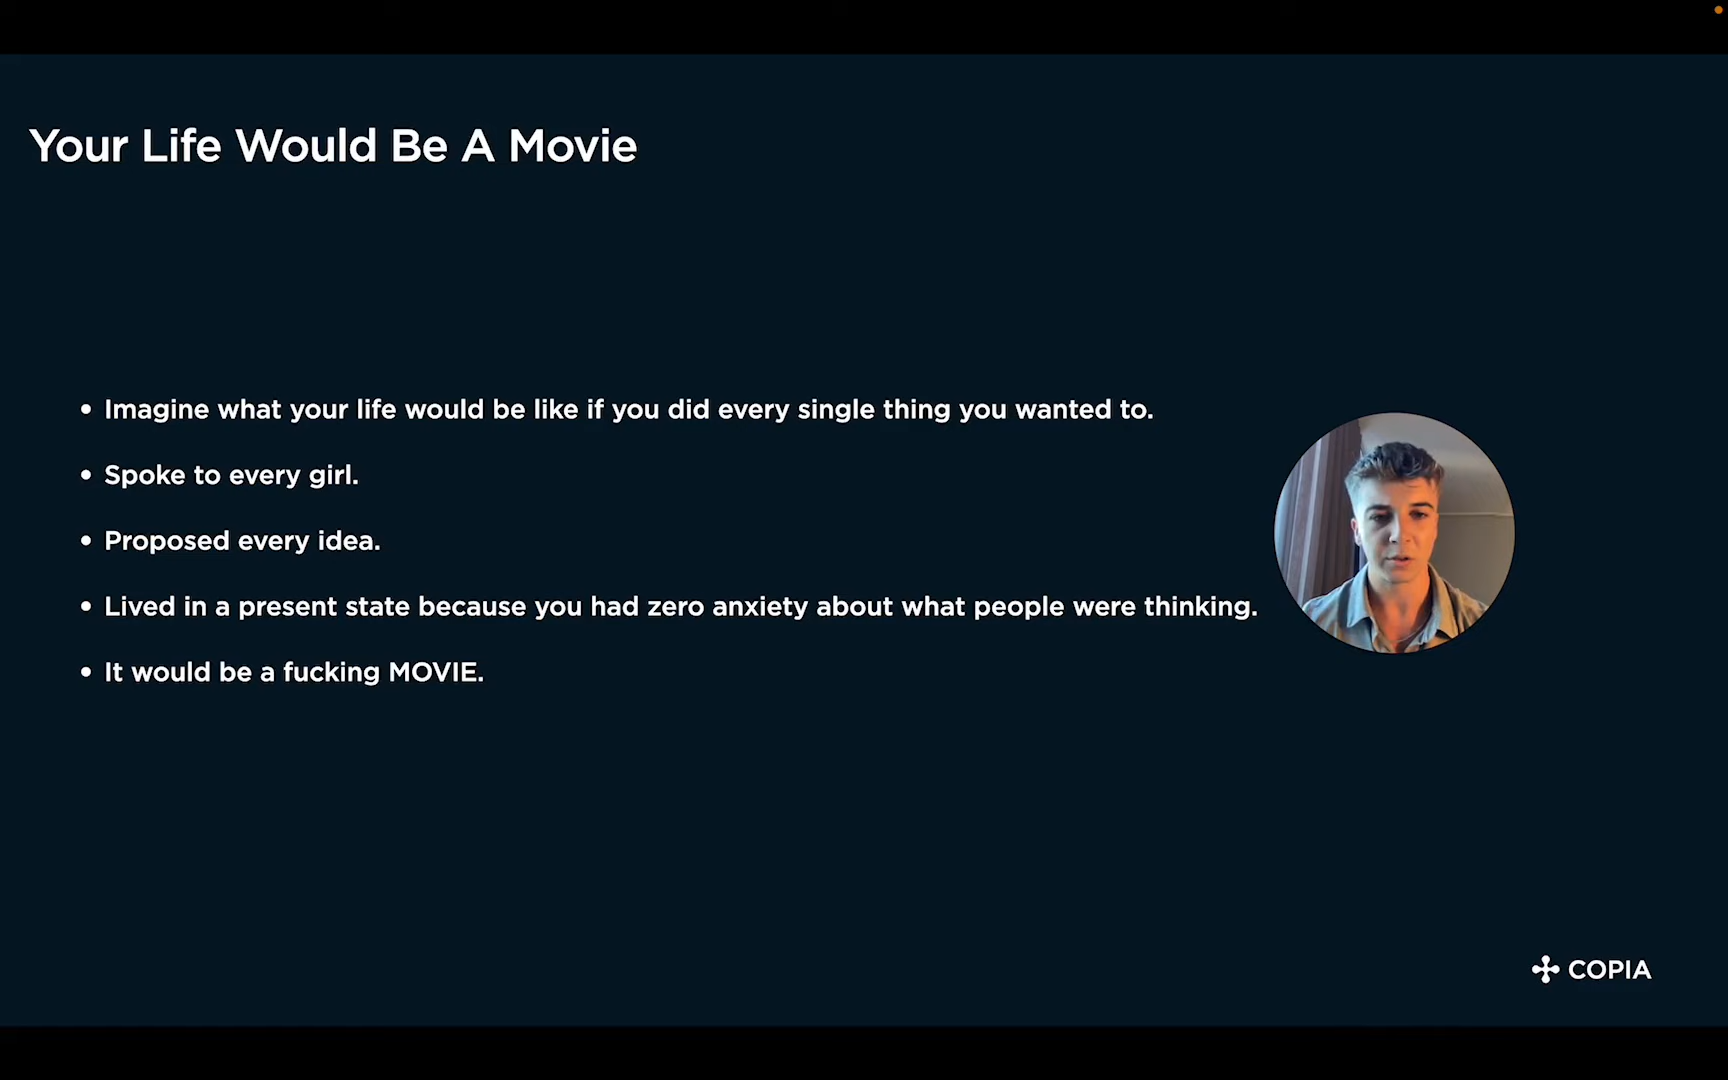 Your Life Would Be A Movie
• Imagine what your life would be like if you did every single thing you wanted to.
• Spoke to every girl.
• Proposed every idea.
• Lived in a present state because you had zero anxiety about what people were thinking.
• It would be a fucking MOVIE.
COPIA